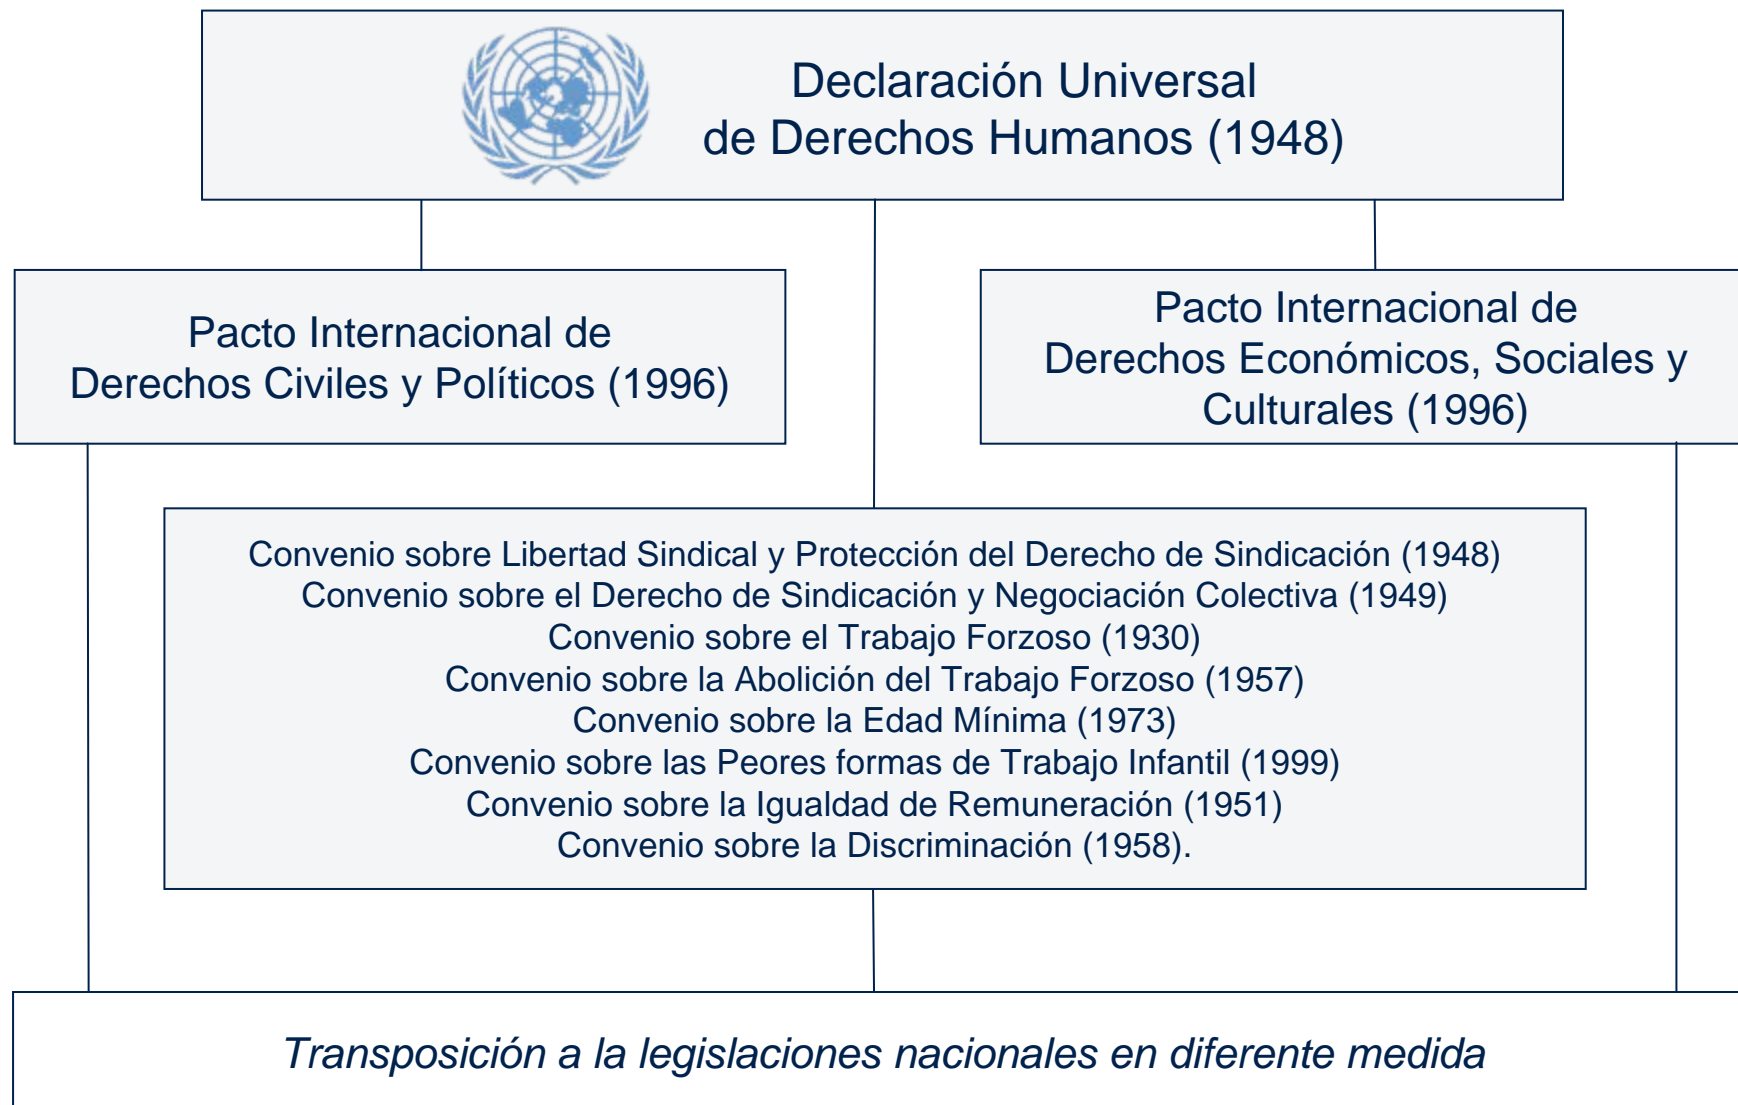 Declaración Universal
de Derechos Humanos (1948)
Pacto Internacional de
Derechos Civiles y Políticos (1996)
Pacto Internacional de
Derechos Económicos, Sociales y
Culturales (1996)
Convenio sobre Libertad Sindical y Protección del Derecho de Sindicación (1948)
Convenio sobre el Derecho de Sindicación y Negociación Colectiva (1949)
Convenio sobre el Trabajo Forzoso (1930)
Convenio sobre la Abolición del Trabajo Forzoso (1957)
Convenio sobre la Edad Mínima (1973)
Convenio sobre las Peores formas de Trabajo Infantil (1999)
Convenio sobre la Igualdad de Remuneración (1951)
Convenio sobre la Discriminación (1958).
Transposición a la legislaciones nacionales en diferente medida